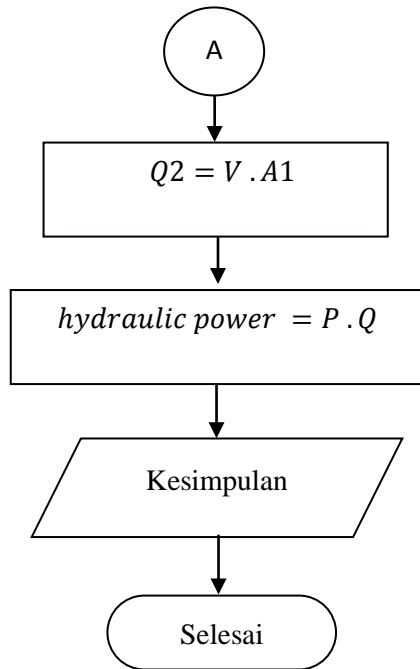 A
Q2 = V . A1
hydraulic power = P . Q
Kesimpulan
Selesai